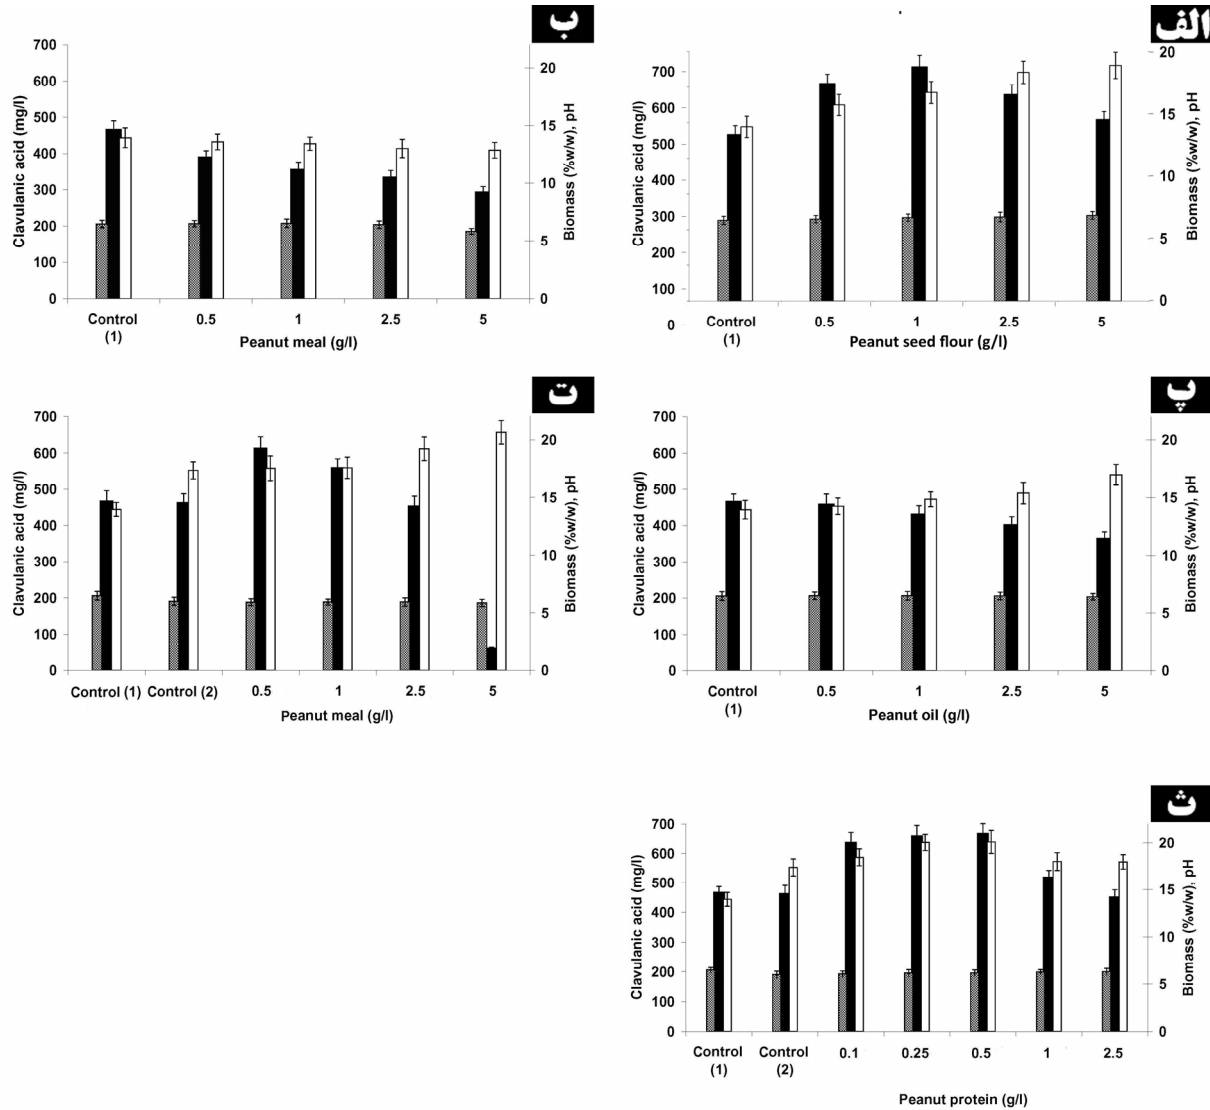 ب
700
600
500
400
300
200
100
0
Clavulanic acid (mg/l)
20
15
10
5
0
Biomass (%w/w), pH
Control (1) 0.5 1 2.5 5
Peanut meal (g/l)
الف
700
600
500
400
300
200
100
0
Clavulanic acid (mg/l)
20
15
10
5
0
Biomass (%w/w), pH
Control (1) 0.5 1 2.5 5
Peanut seed flour (g/l)
ت
700
600
500
400
300
200
100
0
Clavulanic acid (mg/l)
20
15
10
5
0
Biomass (%w/w), pH
Control (1) Control (2) 0.5 1 2.5 5
Peanut meal (g/l)
پ
700
600
500
400
300
200
100
0
Clavulanic acid (mg/l)
20
15
10
5
0
Biomass (%w/w), pH
Control (1) 0.5 1 2.5 5
Peanut oil (g/l)
ث
700
600
500
400
300
200
100
0
Clavulanic acid (mg/l)
20
15
10
5
0
Biomass (%w/w), pH
Control (1) Control (2) 0.1 0.25 0.5 1 2.5
Peanut protein (g/l)